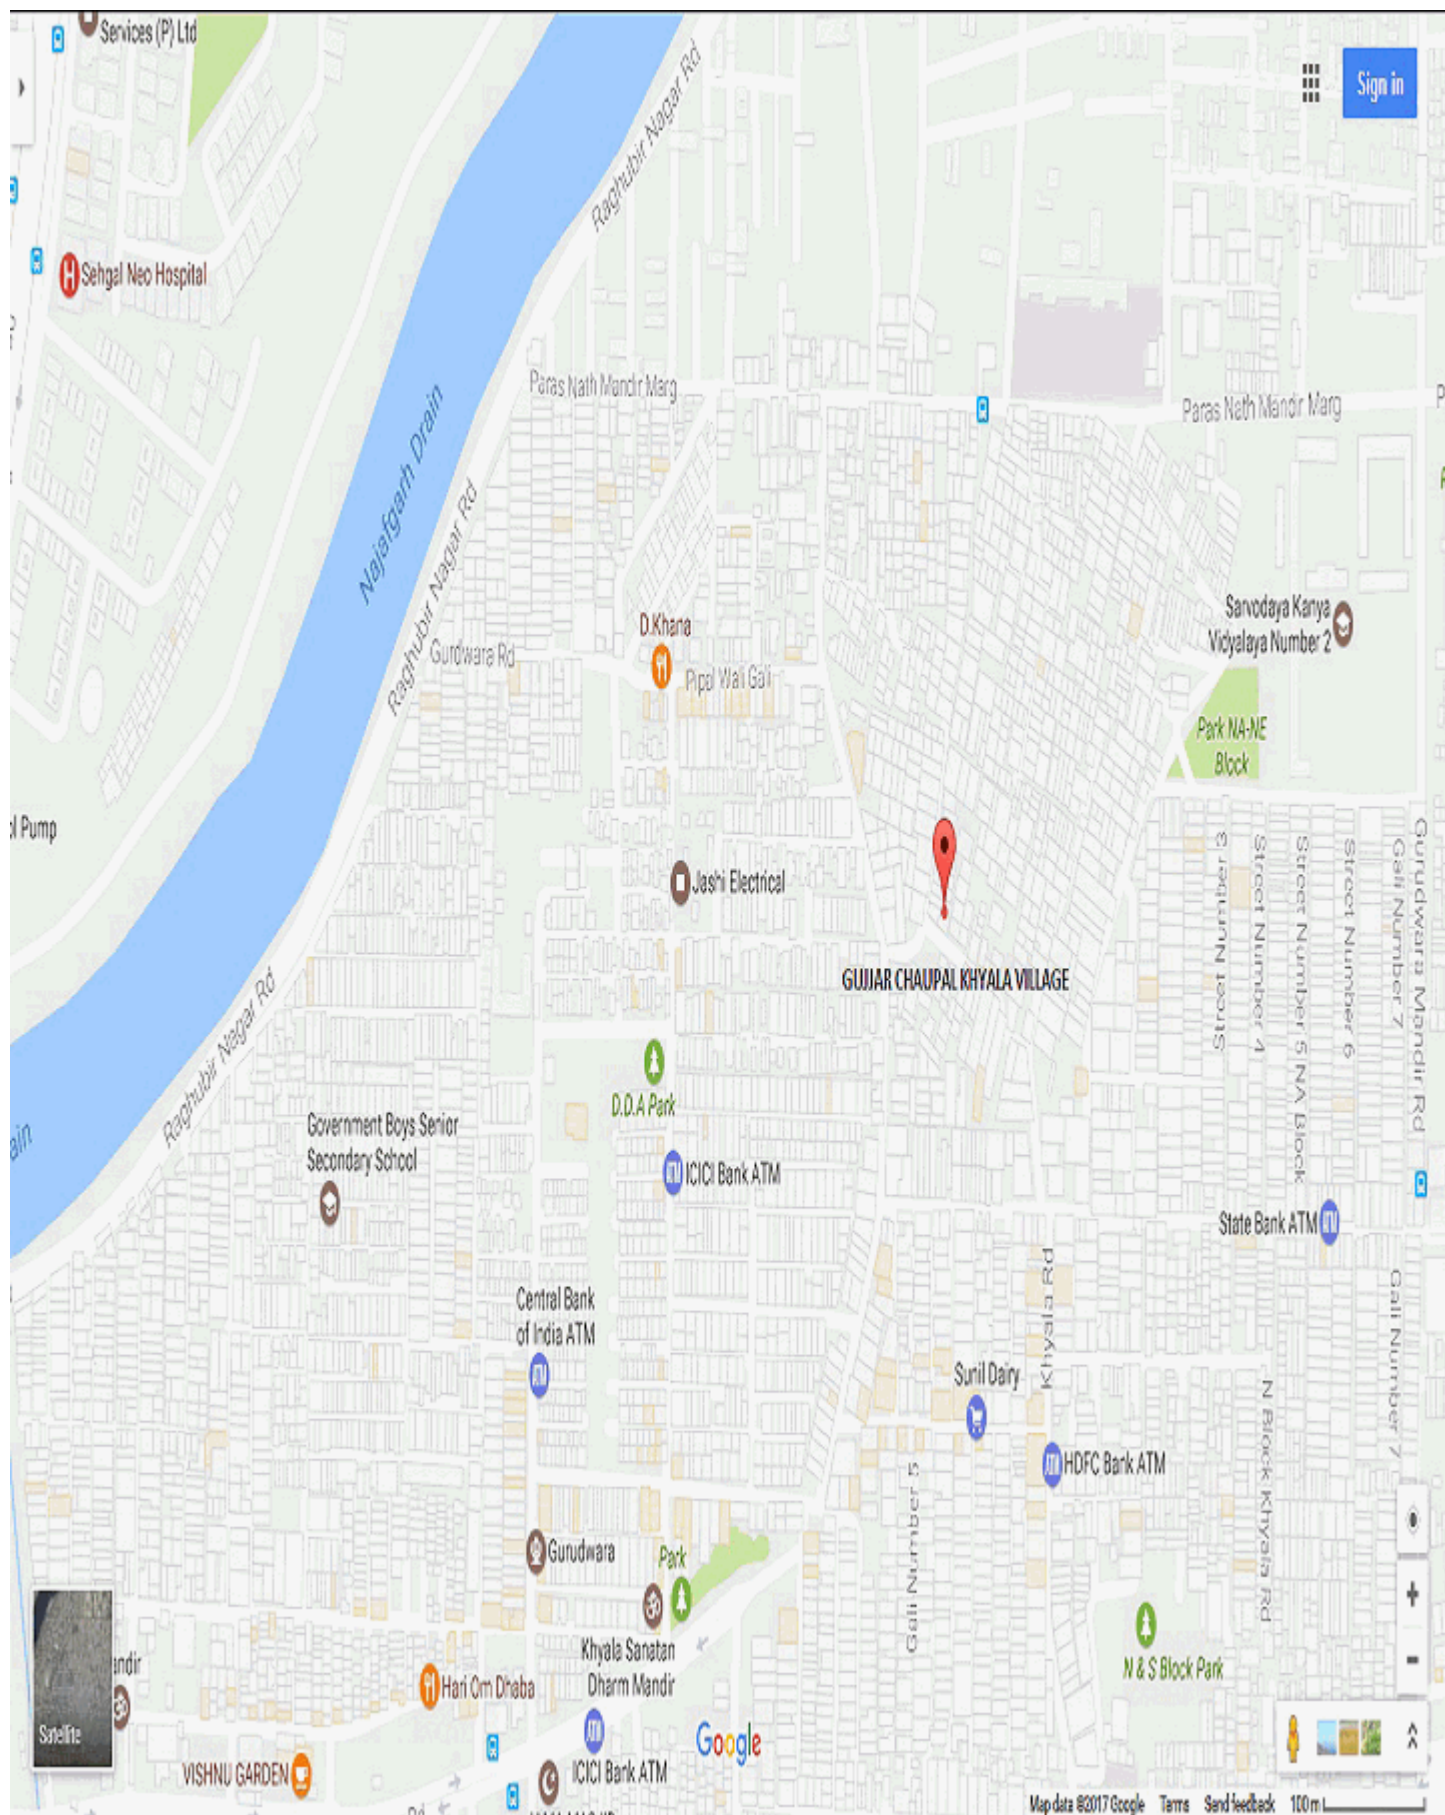 Services (P) Ltd
Sign in
Raghubir Nagar Rd
Sehgal Neo Hospital
Paras Nath Mandir Marg
Paras Nath Mandir Marg
Najafgarh Drain
Raghubir Nagar Rd
D.Khana
Gurdwara Rd
Pipal Wali Gali
Sarvodaya Kanya
Vidyalaya Number 2
Park NA-NE
Block
Pump
Jashi Electrical
GUJJAR CHAUPAL KHYALA VILLAGE
Street Number 3
Street Number 4
Street Number 5 NA Block
Street Number 6
Gali Number 7
Gurudwara Mandir Rd
Raghubir Nagar Rd
D.D.A Park
Government Boys Senior
Secondary School
ICICI Bank ATM
State Bank ATM
Central Bank
of India ATM
Khyala Rd
Gali Number 7
Sunil Dairy
HDFC Bank ATM
N Block Khyala Rd
Gali Number 5
Gurudwara
Park
Khyala Sanatan
Dharm Mandir
N & S Block Park
Hari Om Dhaba
Satellite
Google
VISHNU GARDEN
ICICI Bank ATM
Rd
Map data ©2017 Google Terms Send feedback 100 m